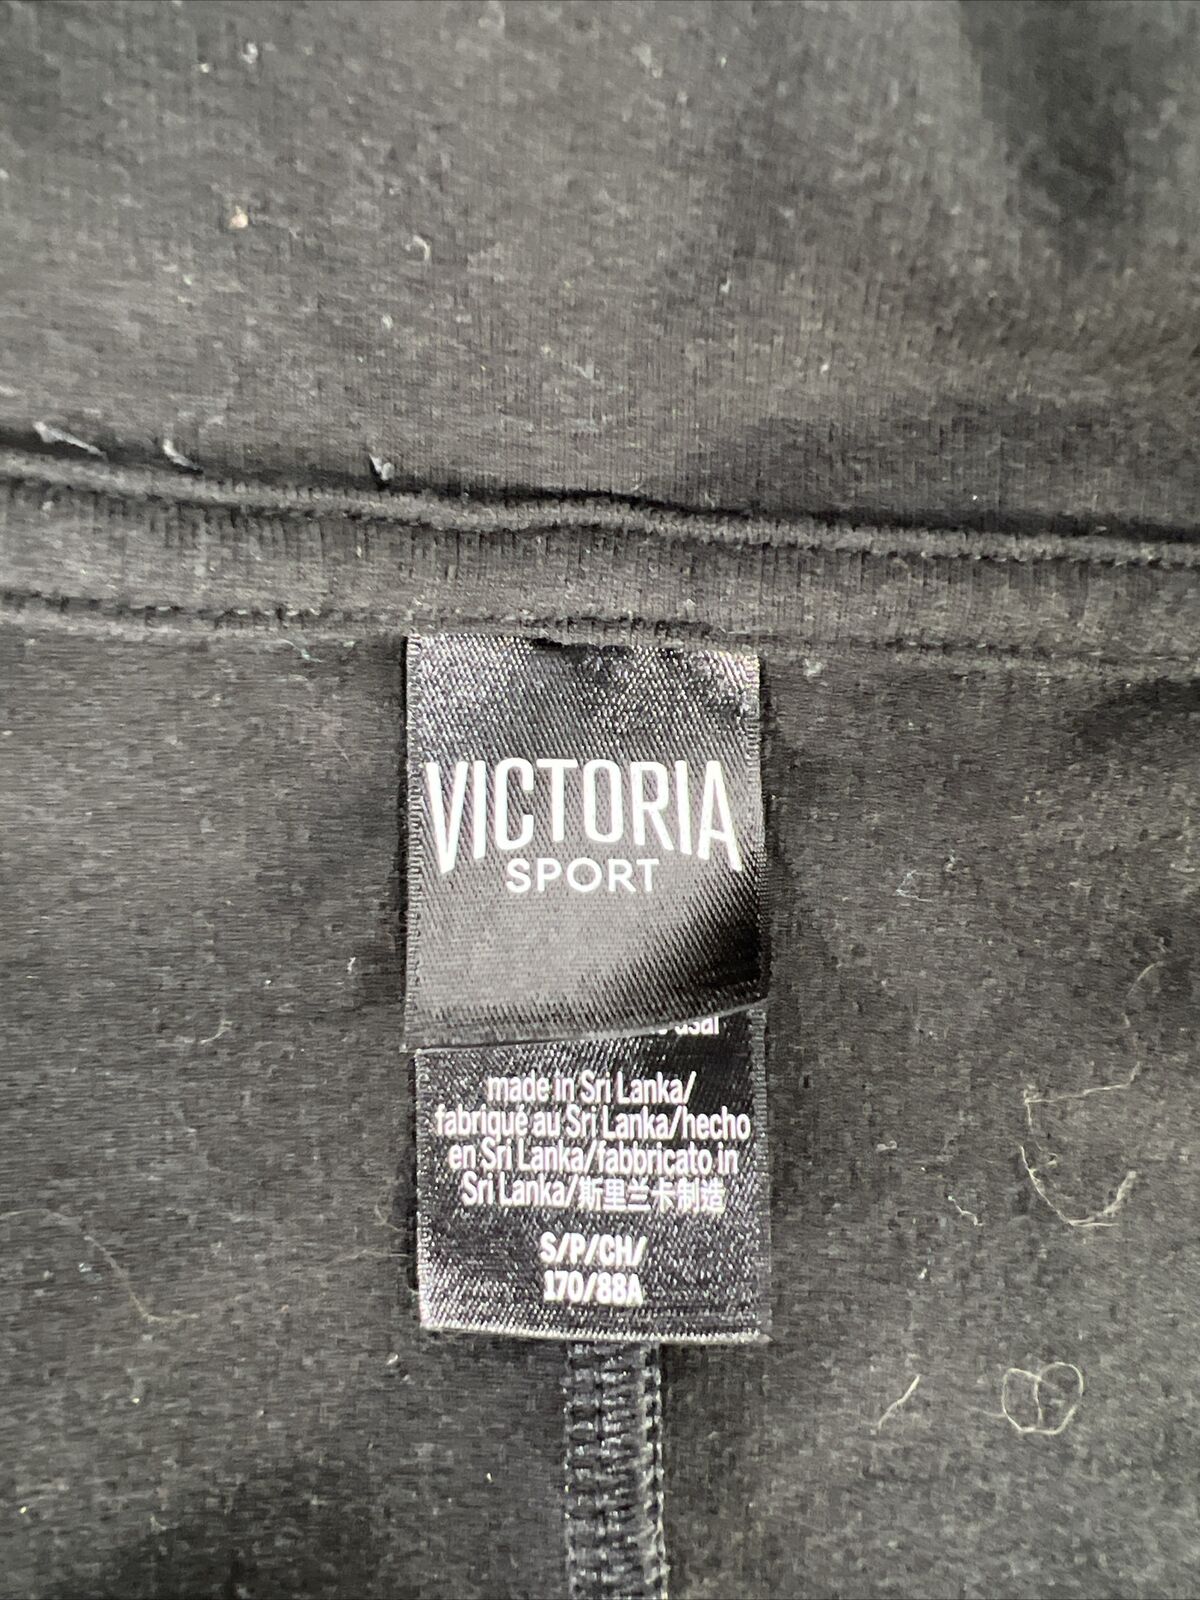 VICTORIA
SPORT
made in Sri Lanka/
fabriqué au Sri Lanka/hecho
en Sri Lanka/fabbricato in
Sri Lanka/斯里兰卡制造
S/P/CH/
170/88A